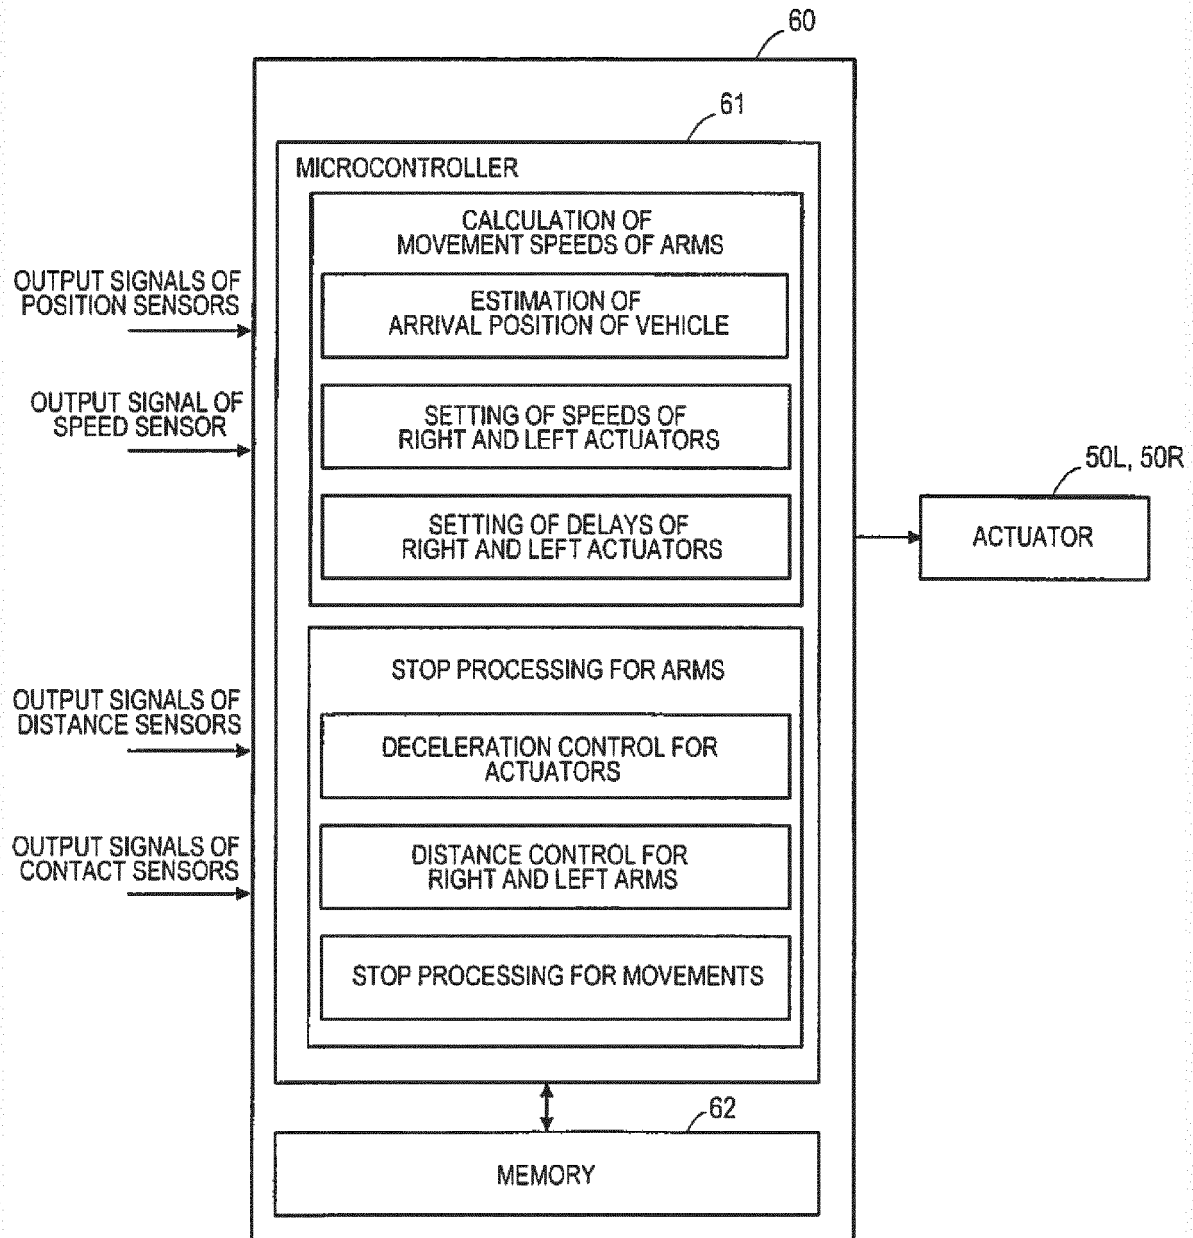 60
61
MICROCONTROLLER
CALCULATION OF
MOVEMENT SPEEDS OF ARMS
OUTPUT SIGNALS OF
POSITION SENSORS
ESTIMATION OF
ARRIVAL POSITION OF VEHICLE
OUTPUT SIGNAL OF
SPEED SENSOR
SETTING OF SPEEDS OF
RIGHT AND LEFT ACTUATORS
50L, 50R
SETTING OF DELAYS OF
RIGHT AND LEFT ACTUATORS
ACTUATOR
STOP PROCESSING FOR ARMS
OUTPUT SIGNALS OF
DISTANCE SENSORS
DECELERATION CONTROL FOR
ACTUATORS
OUTPUT SIGNALS OF
CONTACT SENSORS
DISTANCE CONTROL FOR
RIGHT AND LEFT ARMS
STOP PROCESSING FOR MOVEMENTS
62
MEMORY